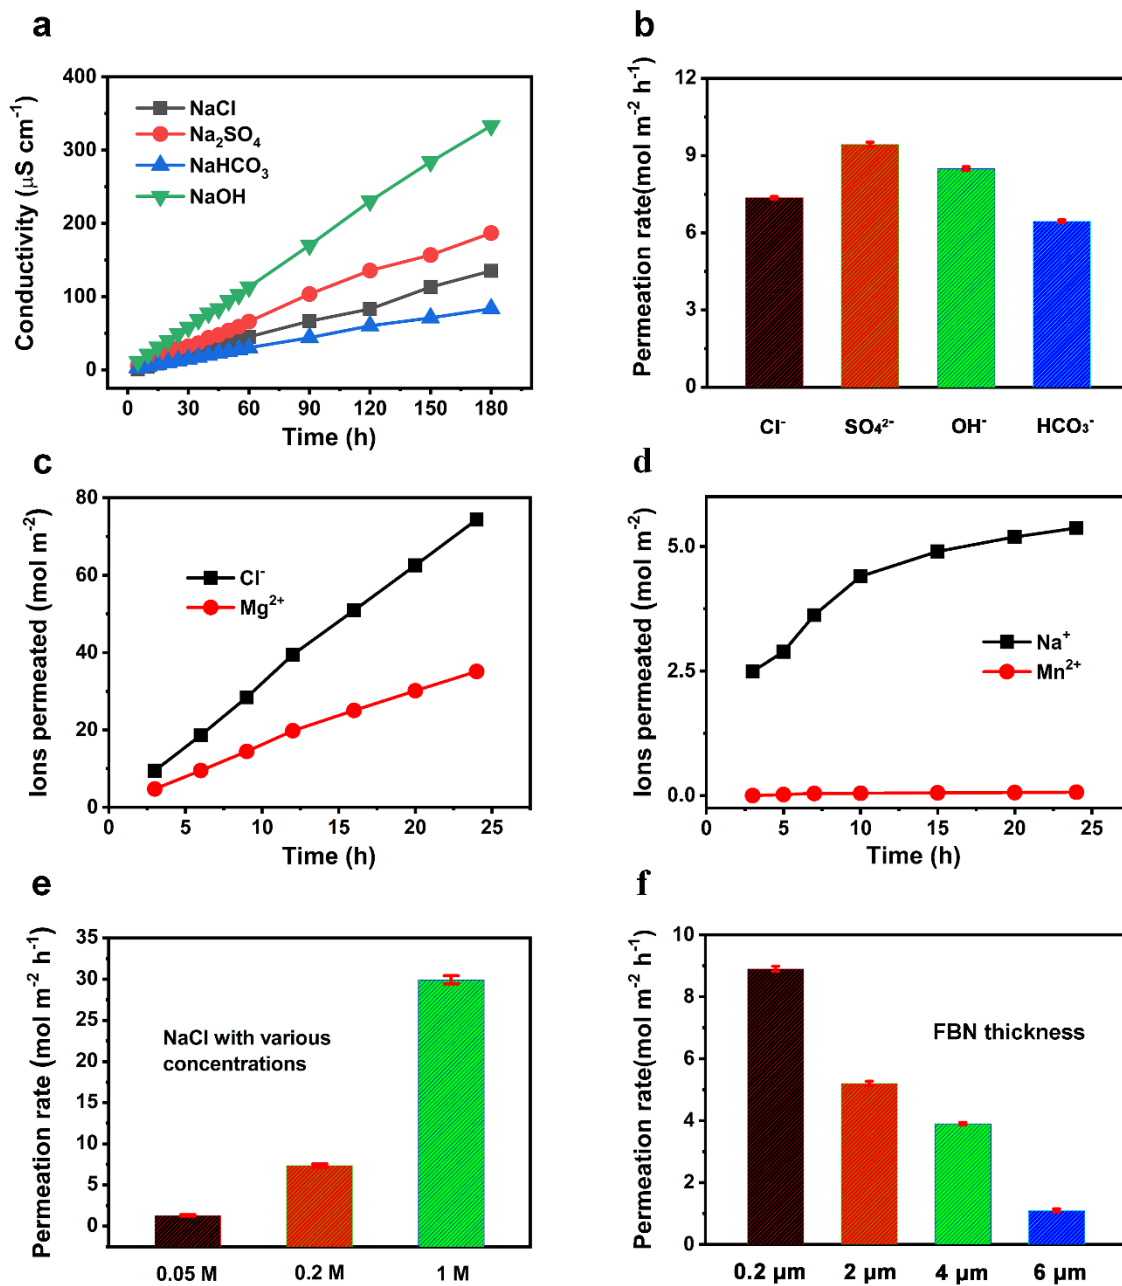 a
400
300
200
100
0
Conductivity (μS cm⁻¹)
NaCl
Na₂SO₄
NaHCO₃
NaOH
0 30 60 90 120 150 180
Time (h)
b
12
9
6
3
0
Permeation rate(mol m⁻² h⁻¹)
Cl⁻ SO₄²⁻ OH⁻ HCO₃⁻
c
80
60
40
20
0
Ions permeated (mol m⁻²)
Cl⁻
Mg²⁺
0 5 10 15 20 25
Time (h)
d
5.0
2.5
0.0
Ions permeated (mol m⁻²)
Na⁺
Mn²⁺
0 5 10 15 20 25
Time (h)
e
35
30
25
20
15
10
5
0
Permeation rate (mol m⁻² h⁻¹)
NaCl with various
concentrations
0.05 M 0.2 M 1 M
f
10
8
6
4
2
0
Permeation rate(mol m⁻² h⁻¹)
FBN thickness
0.2 μm 2 μm 4 μm 6 μm